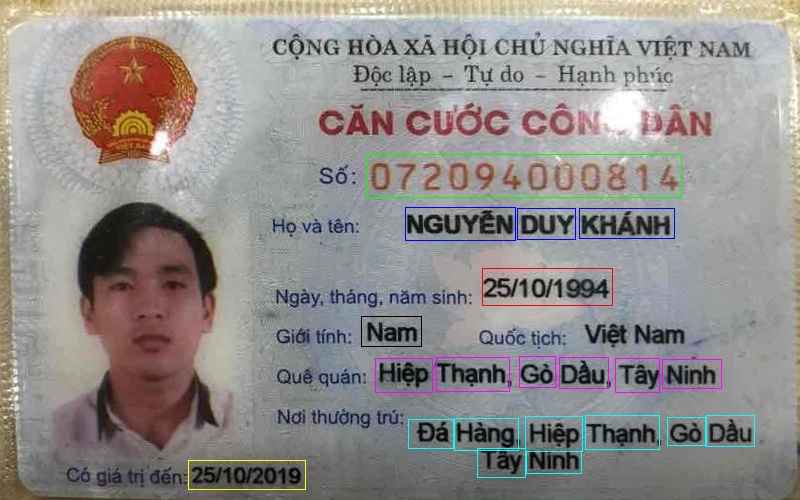 CỘNG HÒA XÃ HỘI CHỦ NGHĨA VIỆT NAM
Độc lập - Tự do - Hạnh phúc
CĂN CƯỚC CÔNG DÂN
Số: 072094000814
Họ và tên: NGUYỄN DUY KHÁNH
Ngày, tháng, năm sinh: 25/10/1994
Giới tính: Nam Quốc tịch: Việt Nam
Quê quán: Hiệp Thạnh, Gò Dầu, Tây Ninh
Nơi thường trú: Đá Hàng, Hiệp Thạnh, Gò Dầu
Tây Ninh
Có giá trị đến: 25/10/2019